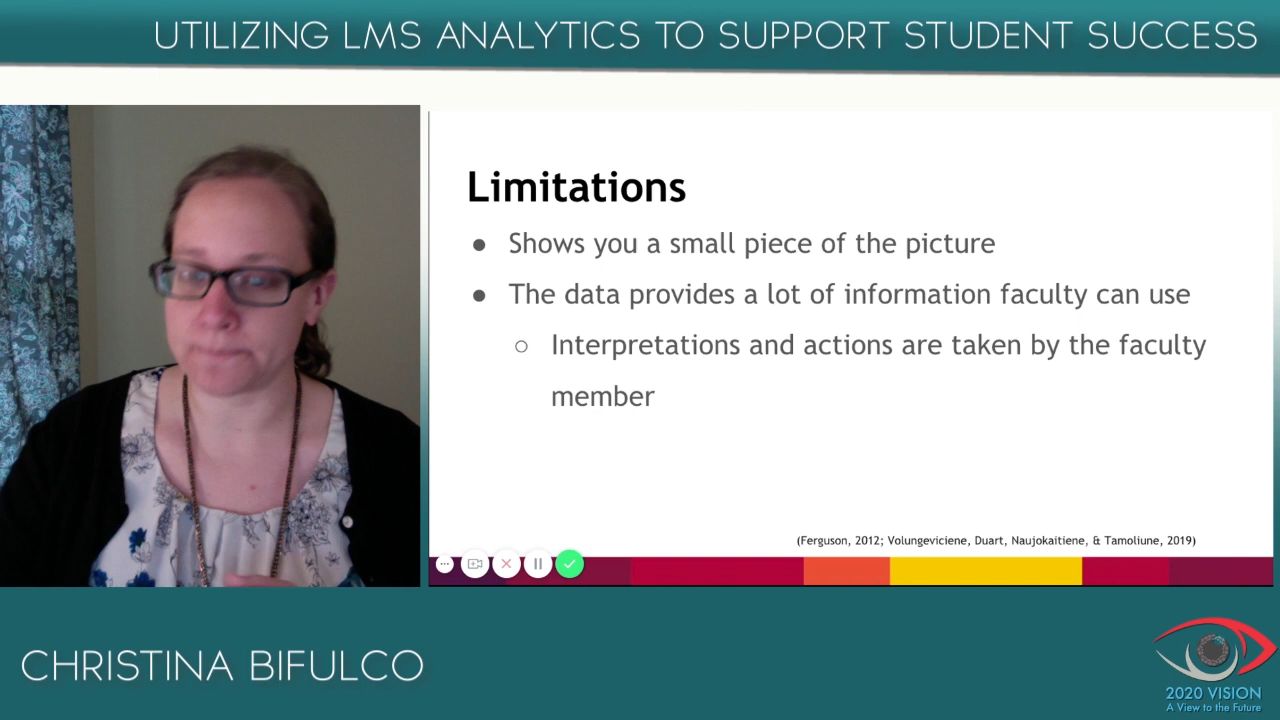 UTILIZING LMS ANALYTICS TO SUPPORT STUDENT SUCCESS
Limitations
● Shows you a small piece of the picture
● The data provides a lot of information faculty can use
○ Interpretations and actions are taken by the faculty
member
(Ferguson, 2012; Volungeviciene, Duart, Naujokaitiene, & Tamoliune, 2019)
CHRISTINA BIFULCO
2020 VISION
A View to the Future